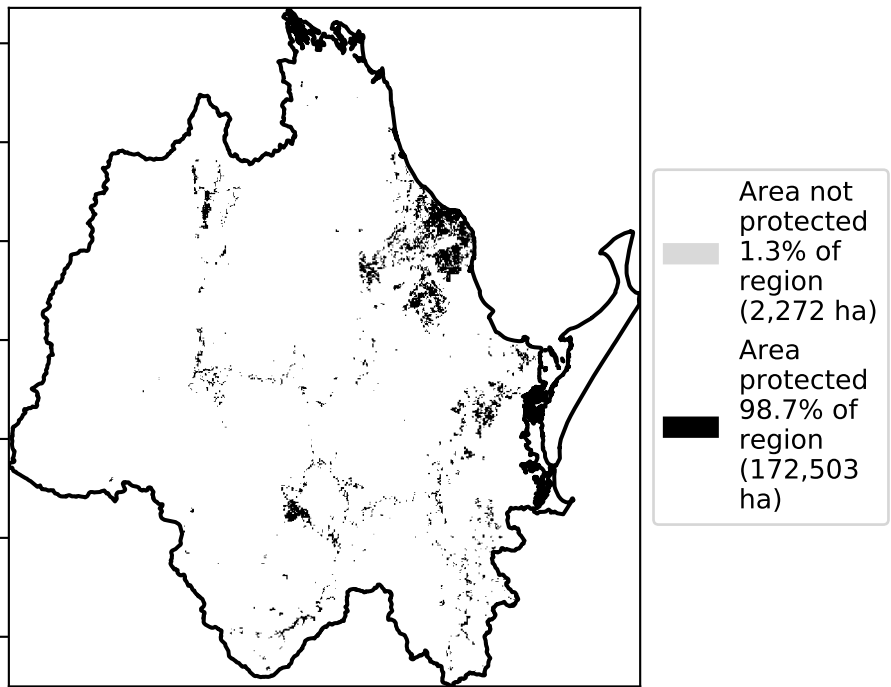 Area not
protected
1.3% of
region
(2,272 ha)
Area
protected
98.7% of
region
(172,503
ha)